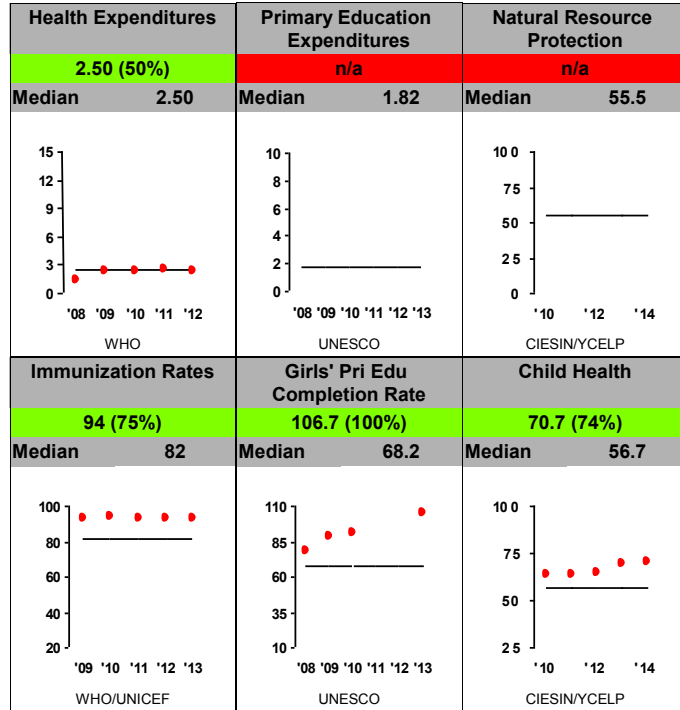 Health Expenditures
2.50 (50%)
Median 2.50
15
12
9
6
3
0
'08 '09 '10 '11 '12
WHO
Primary Education
Expenditures
n/a
Median 1.82
10
8
6
4
2
0
'08 '09 '10 '11 '12 '13
UNESCO
Natural Resource
Protection
n/a
Median 55.5
100
75
50
25
0
'10 '12 '14
CIESIN/YCELP
Immunization Rates
94 (75%)
Median 82
100
80
60
40
20
'09 '10 '11 '12 '13
WHO/UNICEF
Girls' Pri Edu
Completion Rate
106.7 (100%)
Median 68.2
110
85
60
35
10
'08 '09 '10 '11 '12 '13
UNESCO
Child Health
70.7 (74%)
Median 56.7
100
75
50
25
'10 '12 '14
CIESIN/YCELP